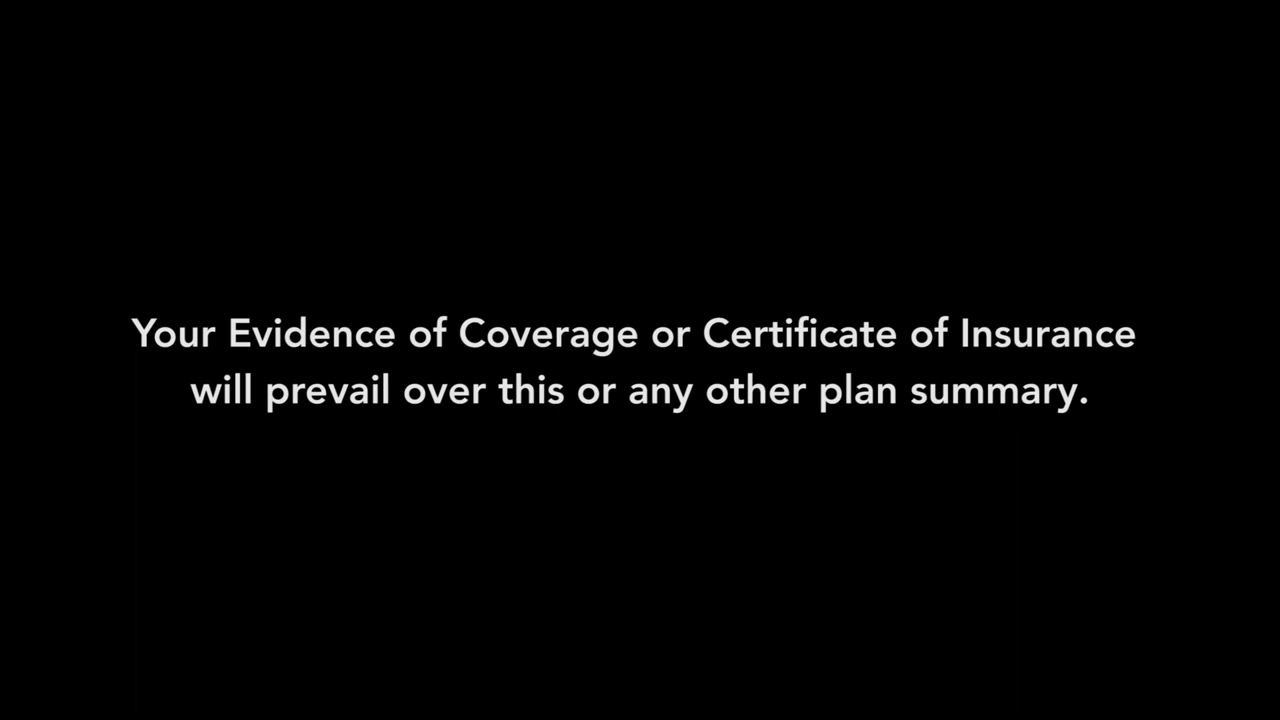 Your Evidence of Coverage or Certificate of Insurance
will prevail over this or any other plan summary.